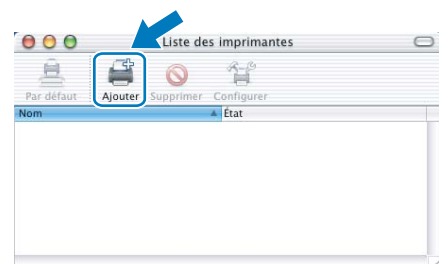 Liste des imprimantes
Par défaut Ajouter Supprimer Configurer
Nom État